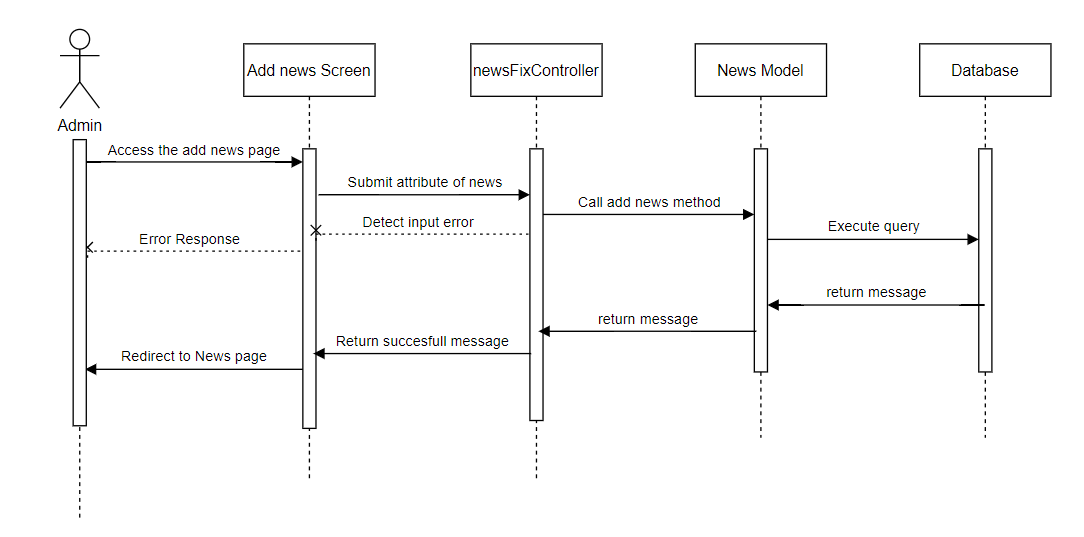 Add news Screen
newsFixController
News Model
Database
Admin
Access the add news page
Submit attribute of news
Call add news method
Detect input error
Execute query
Error Response
return message
return message
Return succesfull message
Redirect to News page